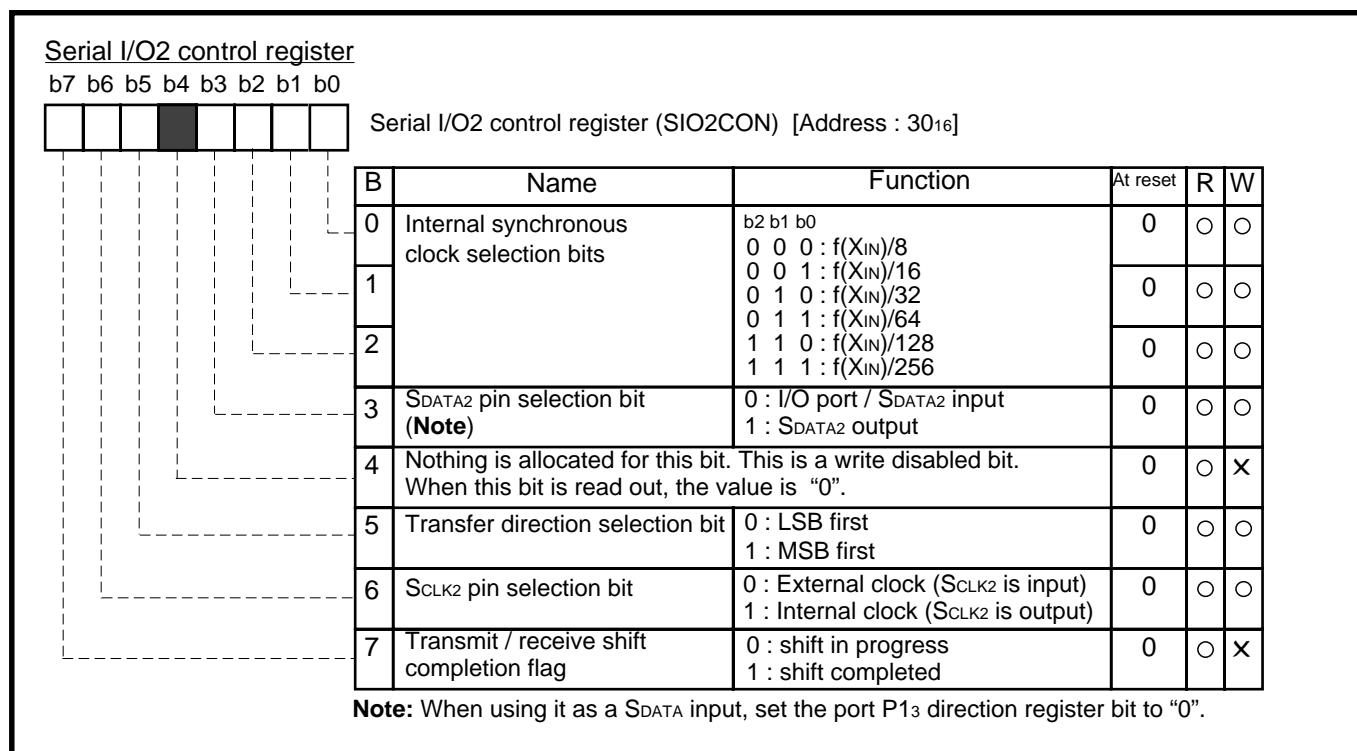 Serial I/O2 control register
b7 b6 b5 b4 b3 b2 b1 b0
Serial I/O2 control register (SIO2CON) [Address : 3016]
B Name Function At reset R W
0 Internal synchronous clock selection bits b2 b1 b0 0 ○ ○
0 0 0 : f(XIN)/8
0 0 1 : f(XIN)/16
1 0 1 0 : f(XIN)/32 0 ○ ○
0 1 1 : f(XIN)/64
2 1 1 0 : f(XIN)/128 0 ○ ○
1 1 1 : f(XIN)/256
3 SDATA2 pin selection bit 0 : I/O port / SDATA2 input 0 ○ ○
(Note) 1 : SDATA2 output
4 Nothing is allocated for this bit. This is a write disabled bit. 0 ○ ×
When this bit is read out, the value is “0”.
5 Transfer direction selection bit 0 : LSB first 0 ○ ○
1 : MSB first
6 SCLK2 pin selection bit 0 : External clock (SCLK2 is input) 0 ○ ○
1 : Internal clock (SCLK2 is output)
7 Transmit / receive shift 0 : shift in progress 0 ○ ×
completion flag 1 : shift completed
Note: When using it as a SDATA input, set the port P13 direction register bit to “0”.